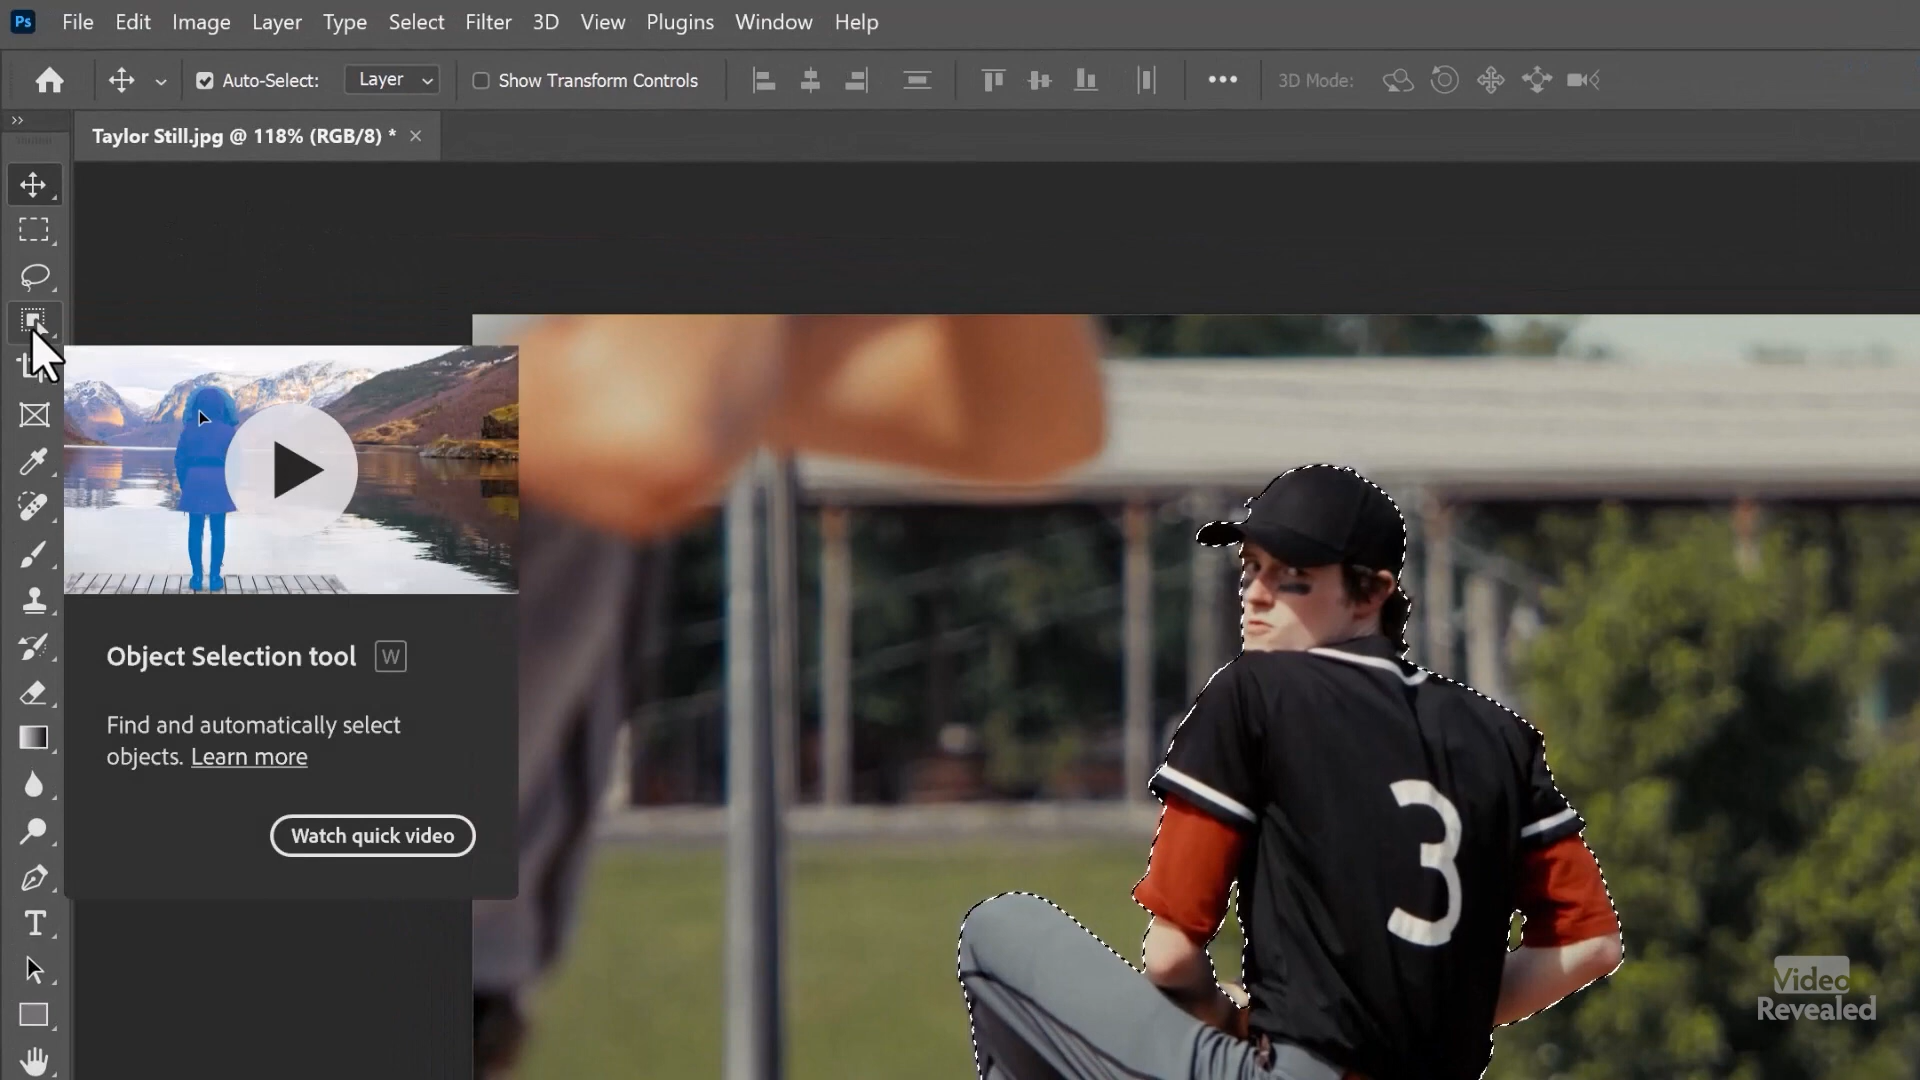 Ps File Edit Image Layer Type Select Filter 3D View Plugins Window Help
Auto-Select: Layer Show Transform Controls ••• 3D Mode:
Taylor Still.jpg @ 118% (RGB/8) * ×
Object Selection tool W
Find and automatically select
objects. Learn more
Watch quick video
3
Video
Revealed